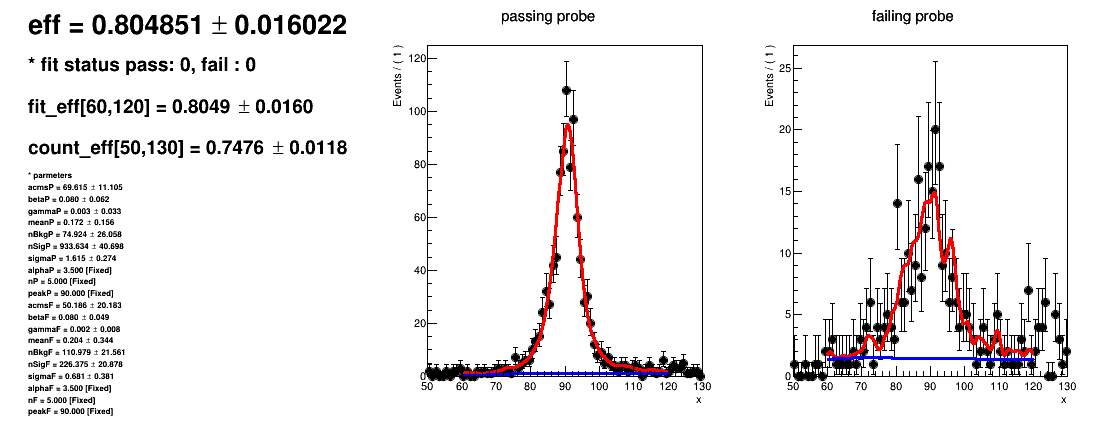 eff = 0.804851 ± 0.016022
* fit status pass: 0, fail : 0
fit_eff[60,120] = 0.8049 ± 0.0160
count_eff[50,130] = 0.7476 ± 0.0118
* parmeters
acmsP = 69.615 ± 11.105
betaP = 0.080 ± 0.062
gammaP = 0.003 ± 0.033
meanP = 0.172 ± 0.156
nBkgP = 74.924 ± 26.058
nSigP = 933.634 ± 40.698
sigmaP = 1.615 ± 0.274
alphaP = 3.500 [Fixed]
nP = 5.000 [Fixed]
peakP = 90.000 [Fixed]
acmsF = 50.186 ± 20.183
betaF = 0.080 ± 0.049
gammaF = 0.002 ± 0.008
meanF = 0.204 ± 0.344
nBkgF = 110.979 ± 21.561
nSigF = 226.375 ± 20.878
sigmaF = 0.681 ± 0.381
alphaF = 3.500 [Fixed]
nF = 5.000 [Fixed]
peakF = 90.000 [Fixed]
passing probe
Events / ( 1 )
120
100
80
60
40
20
0
50 60 70 80 90 100 110 120 130
x
failing probe
Events / ( 1 )
25
20
15
10
5
0
50 60 70 80 90 100 110 120 130
x